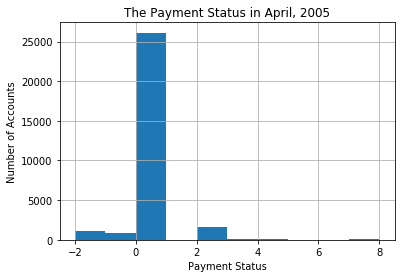 The Payment Status in April, 2005
Number of Accounts
25000
20000
15000
10000
5000
0
−2 0 2 4 6 8
Payment Status